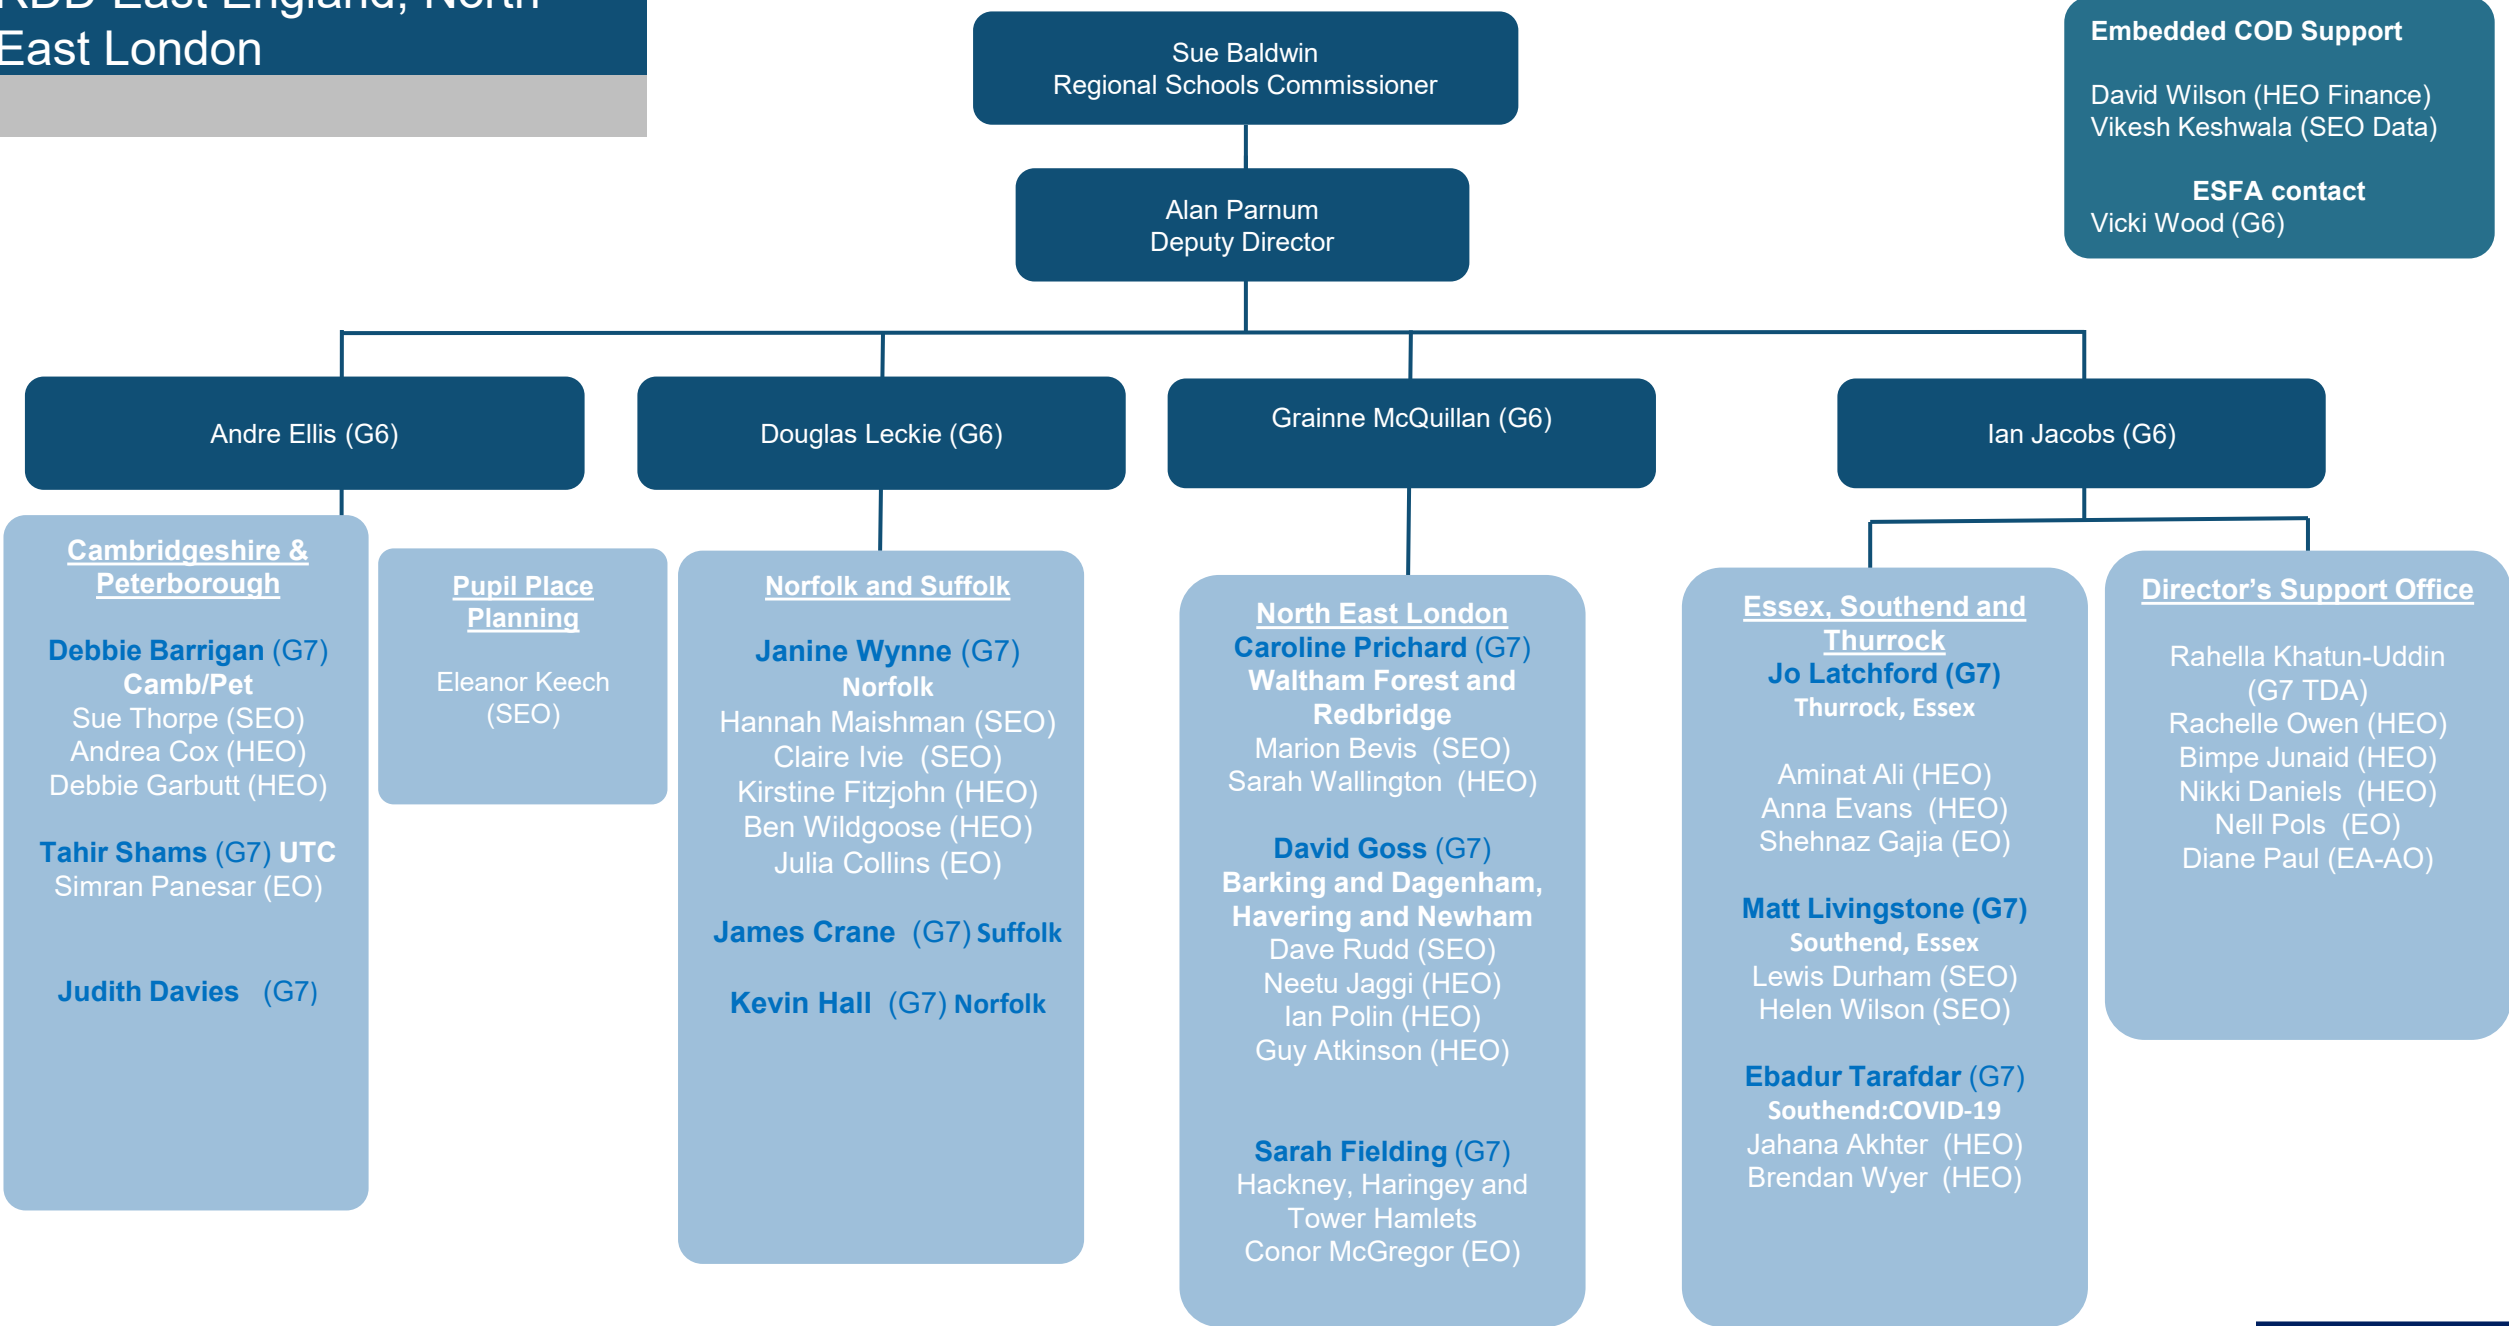 RDD East England, North
East London
Sue Baldwin
Regional Schools Commissioner
Embedded COD Support
David Wilson (HEO Finance)
Vikesh Keshwala (SEO Data)
ESFA contact
Vicki Wood (G6)
Alan Parnum
Deputy Director
Andre Ellis (G6)
Douglas Leckie (G6)
Grainne McQuillan (G6)
Ian Jacobs (G6)
Cambridgeshire &
Peterborough
Debbie Barrigan (G7)
Camb/Pet
Sue Thorpe (SEO)
Andrea Cox (HEO)
Debbie Garbutt (HEO)
Tahir Shams (G7) UTC
Simran Panesar (EO)
Judith Davies (G7)
Pupil Place
Planning
Eleanor Keech
(SEO)
Norfolk and Suffolk
Janine Wynne (G7)
Norfolk
Hannah Maishman (SEO)
Claire Ivie (SEO)
Kirstine Fitzjohn (HEO)
Ben Wildgoose (HEO)
Julia Collins (EO)
James Crane (G7) Suffolk
Kevin Hall (G7) Norfolk
North East London
Caroline Prichard (G7)
Waltham Forest and
Redbridge
Marion Bevis (SEO)
Sarah Wallington (HEO)
David Goss (G7)
Barking and Dagenham,
Havering and Newham
Dave Rudd (SEO)
Neetu Jaggi (HEO)
Ian Polin (HEO)
Guy Atkinson (HEO)
Sarah Fielding (G7)
Hackney, Haringey and
Tower Hamlets
Conor McGregor (EO)
Essex, Southend and
Thurrock
Jo Latchford (G7)
Thurrock, Essex
Aminat Ali (HEO)
Anna Evans (HEO)
Shehnaz Gajia (EO)
Matt Livingstone (G7)
Southend, Essex
Lewis Durham (SEO)
Helen Wilson (SEO)
Ebadur Tarafdar (G7)
Southend:COVID-19
Jahana Akhter (HEO)
Brendan Wyer (HEO)
Director's Support Office
Rahella Khatun-Uddin
(G7 TDA)
Rachelle Owen (HEO)
Bimpe Junaid (HEO)
Nikki Daniels (HEO)
Nell Pols (EO)
Diane Paul (EA-AO)